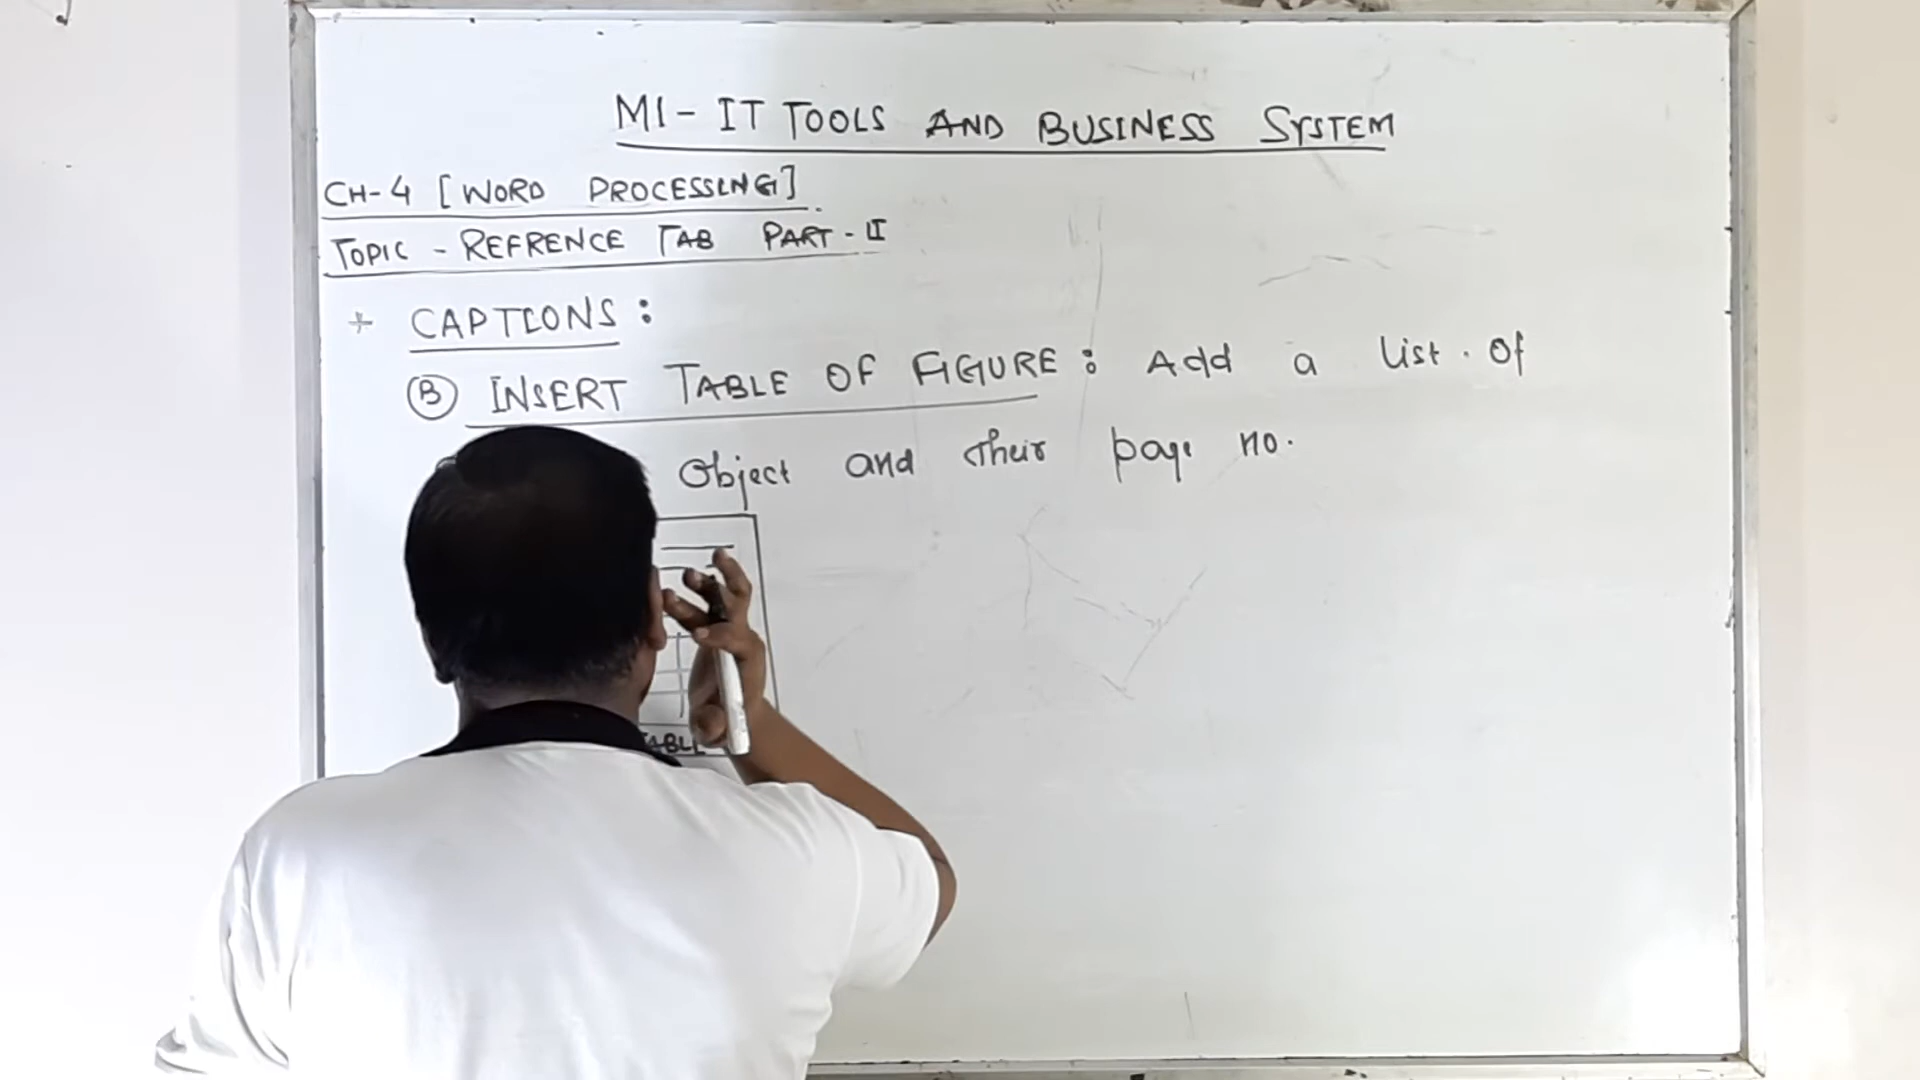 M1 - IT TOOLS AND BUSINESS SYSTEM
CH-4 [WORD PROCESSING]
TOPIC - REFRENCE TAB PART - II
+ CAPTIONS :
(B) INSERT TABLE OF FIGURE : Add a list of
Object and their page no.